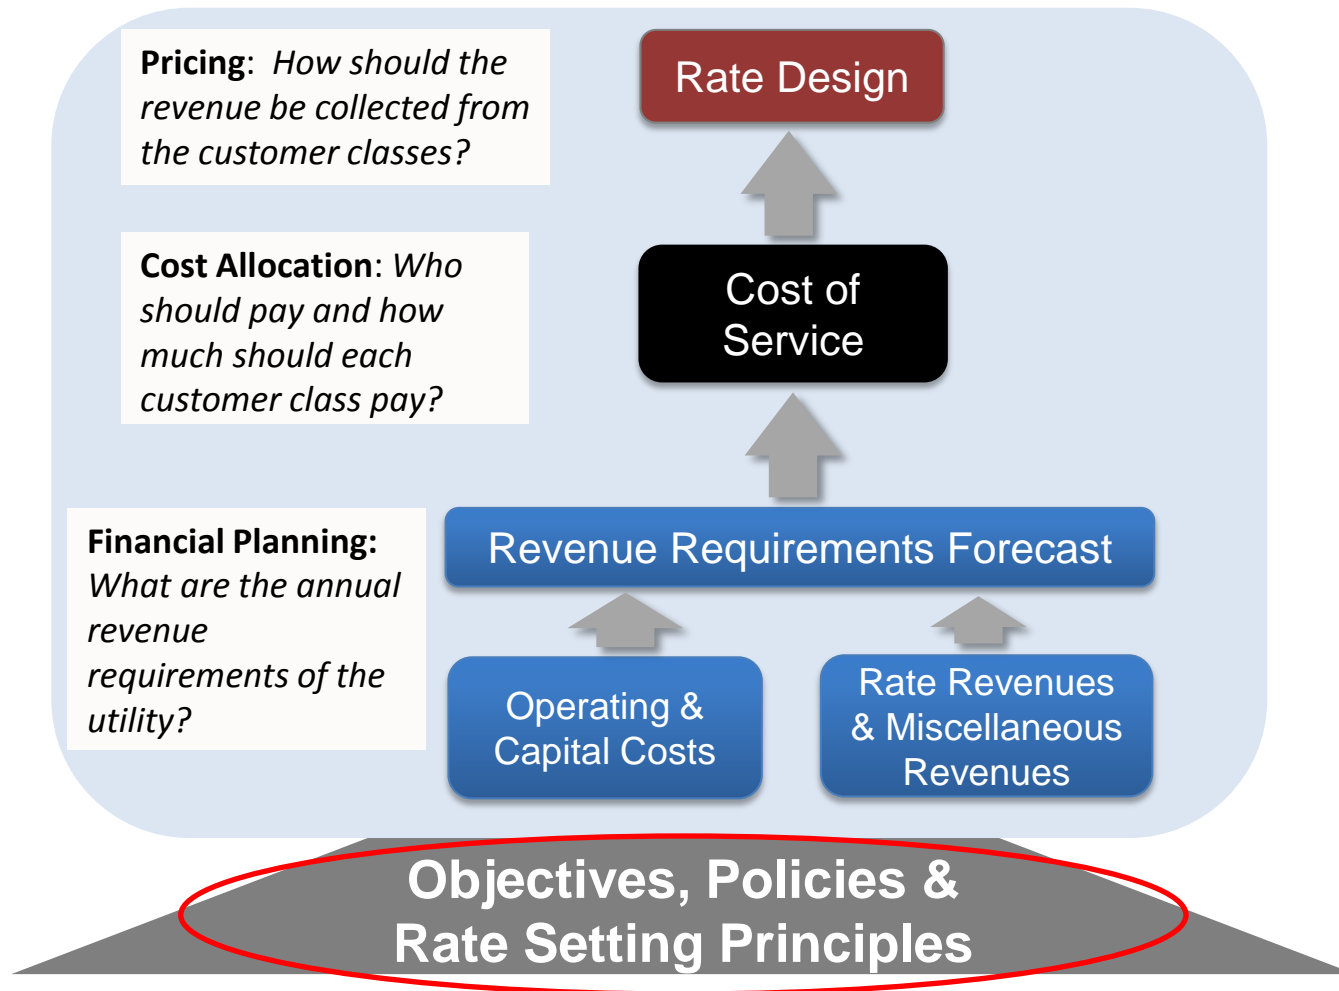 Pricing: How should the
revenue be collected from
the customer classes?
Rate Design
Cost Allocation: Who
should pay and how
much should each
customer class pay?
Cost of
Service
Financial Planning:
What are the annual
revenue
requirements of the
utility?
Revenue Requirements Forecast
Operating &
Capital Costs
Rate Revenues
& Miscellaneous
Revenues
Objectives, Policies &
Rate Setting Principles